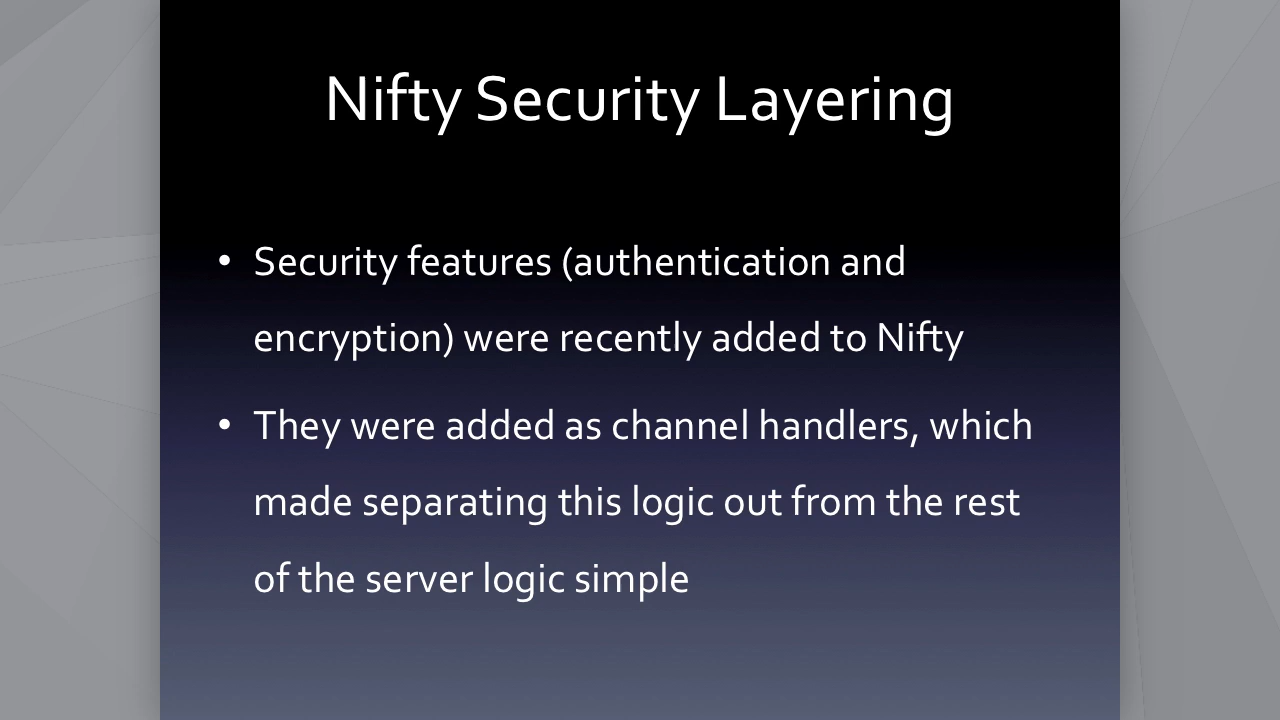 Nifty Security Layering
• Security features (authentication and
encryption) were recently added to Nifty
• They were added as channel handlers, which
made separating this logic out from the rest
of the server logic simple